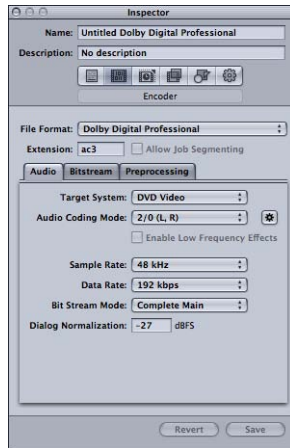 Inspector
Name: Untitled Dolby Digital Professional
Description: No description
Encoder
File Format: Dolby Digital Professional
Extension: ac3 Allow Job Segmenting
Audio Bitstream Preprocessing
Target System: DVD Video
Audio Coding Mode: 2/0 (L, R)
Enable Low Frequency Effects
Sample Rate: 48 kHz
Data Rate: 192 kbps
Bit Stream Mode: Complete Main
Dialog Normalization: -27 dBFS
Revert Save